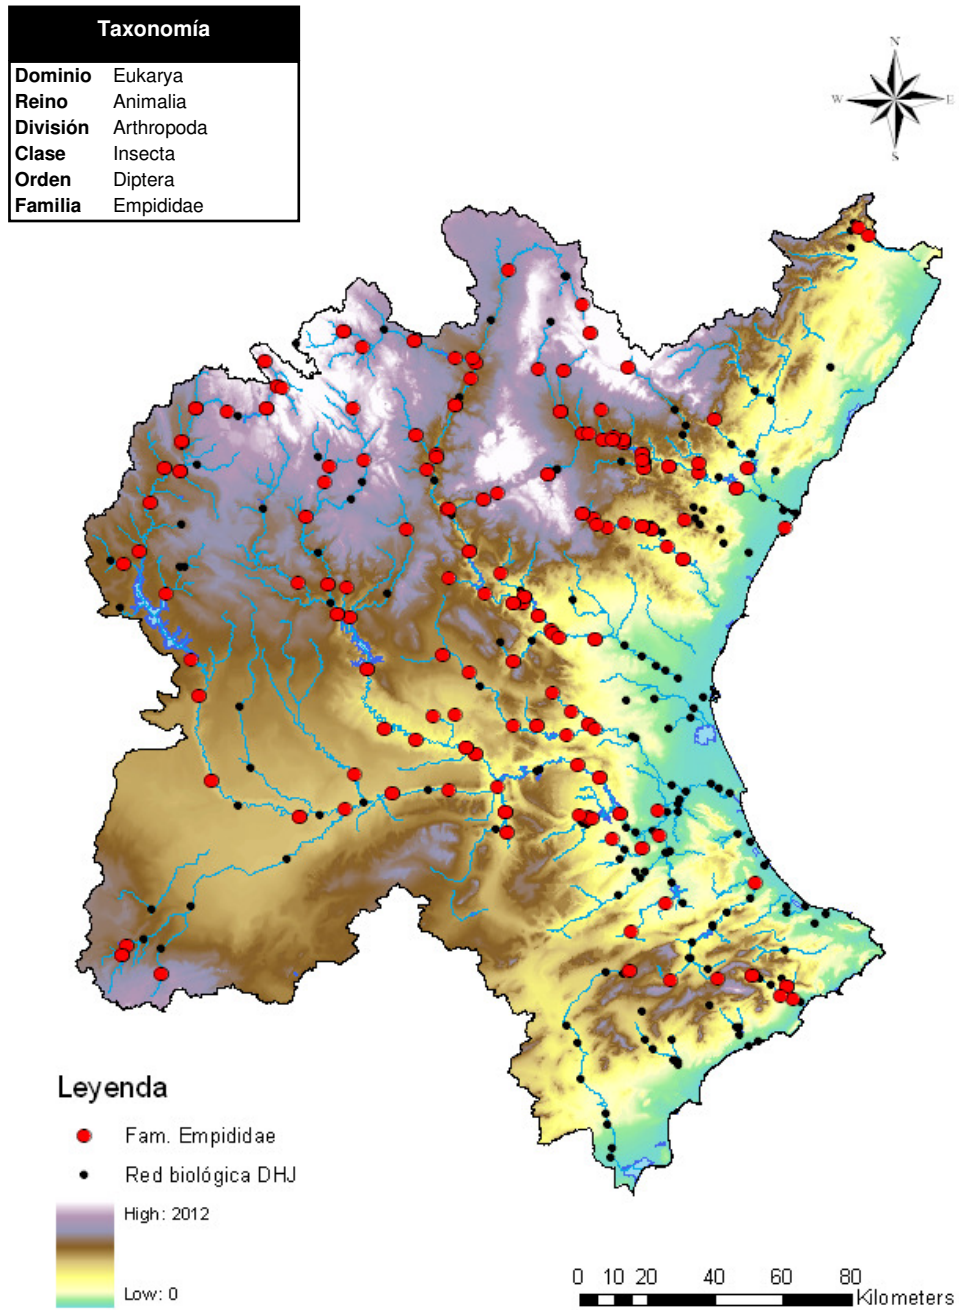 Taxonomía
Dominio Eukarya
Reino Animalia
División Arthropoda
Clase Insecta
Orden Diptera
Familia Empididae
N
W E
S
Leyenda
Fam. Empididae
Red biológica DHJ
High: 2012
Low: 0
0 10 20 40 60 80
Kilometers